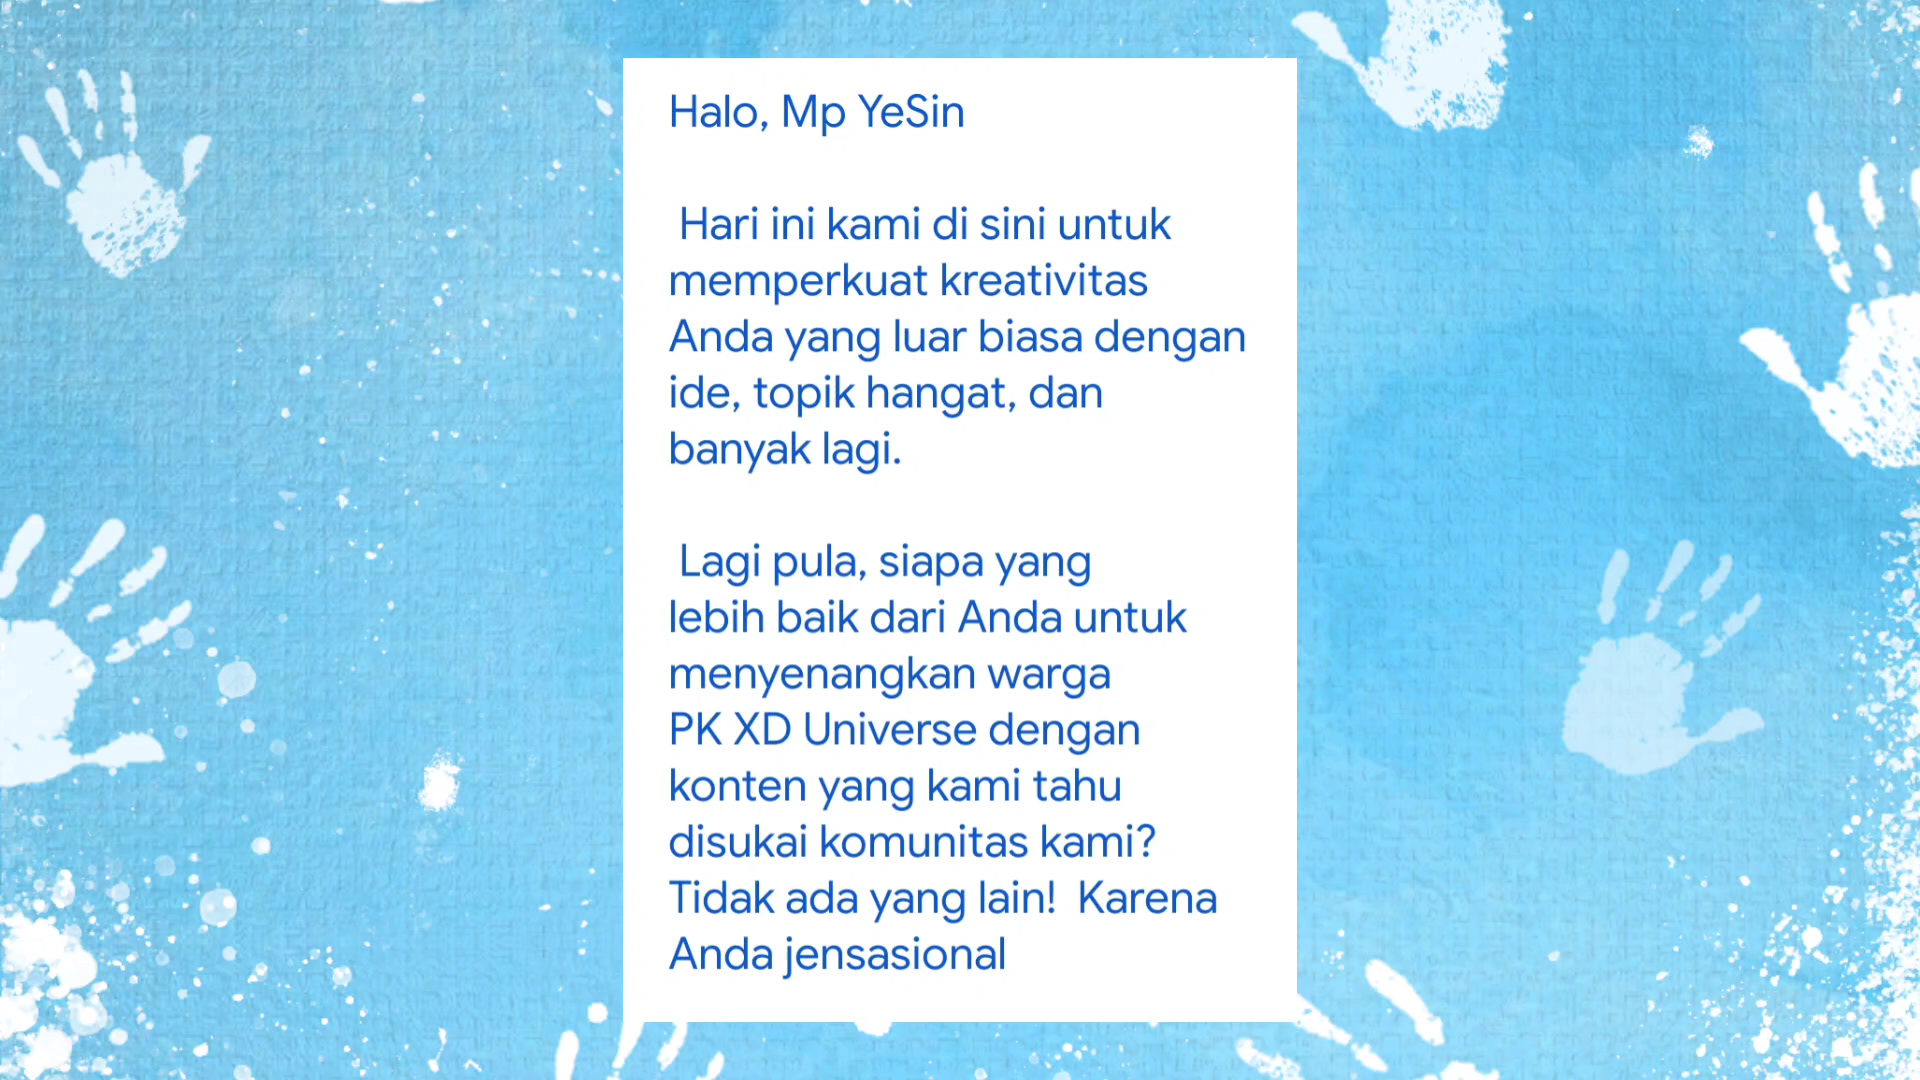 Halo, Mp YeSin
Hari ini kami di sini untuk
memperkuat kreativitas
Anda yang luar biasa dengan
ide, topik hangat, dan
banyak lagi.
Lagi pula, siapa yang
lebih baik dari Anda untuk
menyenangkan warga
PK XD Universe dengan
konten yang kami tahu
disukai komunitas kami?
Tidak ada yang lain!  Karena
Anda jensasional